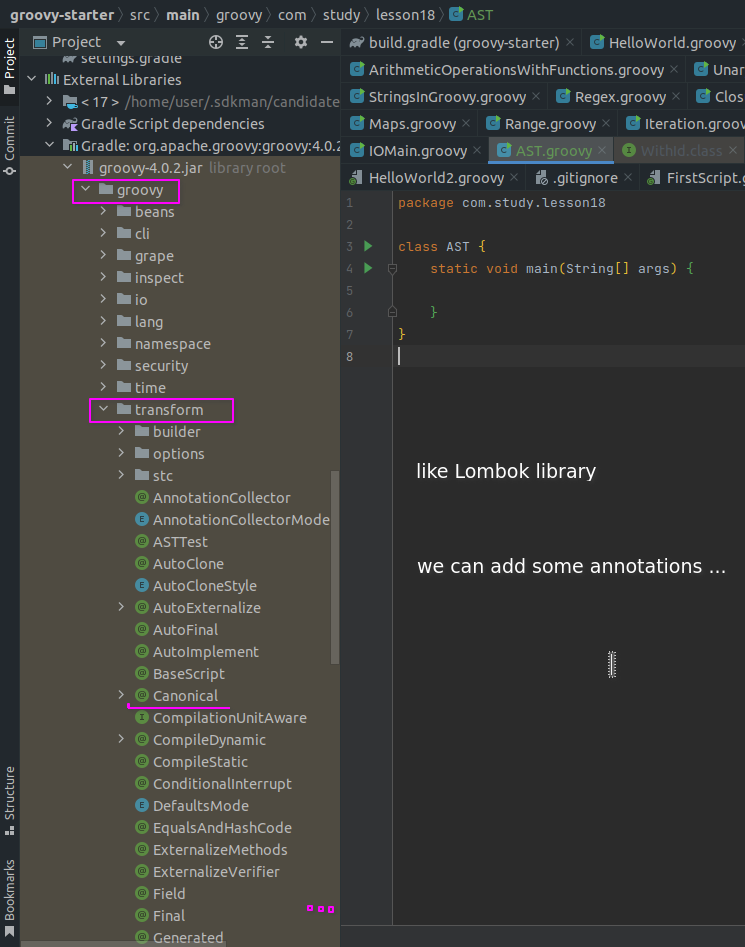 groovy-starter › src › main › groovy › com › study › lesson18 › AST
Project
build.gradle (groovy-starter)
HelloWorld.groovy
settings.gradle
ArithmeticOperationsWithFunctions.groovy
Unar
External Libraries
StringsInGroovy.groovy
Regex.groovy
Clos
< 17 > /home/user/.sdkman/candidate
Maps.groovy
Range.groovy
Iteration.groov
Gradle Script dependencies
Gradle: org.apache.groovy:groovy:4.0.2
IOMain.groovy
AST.groovy
WithId.class
groovy-4.0.2.jar library root
HelloWorld2.groovy
.gitignore
FirstScript.g
Project
Commit
Structure
Bookmarks
groovy
beans
cli
grape
inspect
io
lang
namespace
security
time
transform
builder
options
stc
AnnotationCollector
AnnotationCollectorMode
ASTTest
AutoClone
AutoCloneStyle
AutoExternalize
AutoFinal
AutoImplement
BaseScript
Canonical
CompilationUnitAware
CompileDynamic
CompileStatic
ConditionalInterrupt
DefaultsMode
EqualsAndHashCode
ExternalizeMethods
ExternalizeVerifier
Field
Final
Generated
1 package com.study.lesson18
2
3 class AST {
4 static void main(String[] args) {
5
6 }
7 }
8
like Lombok library
we can add some annotations ...